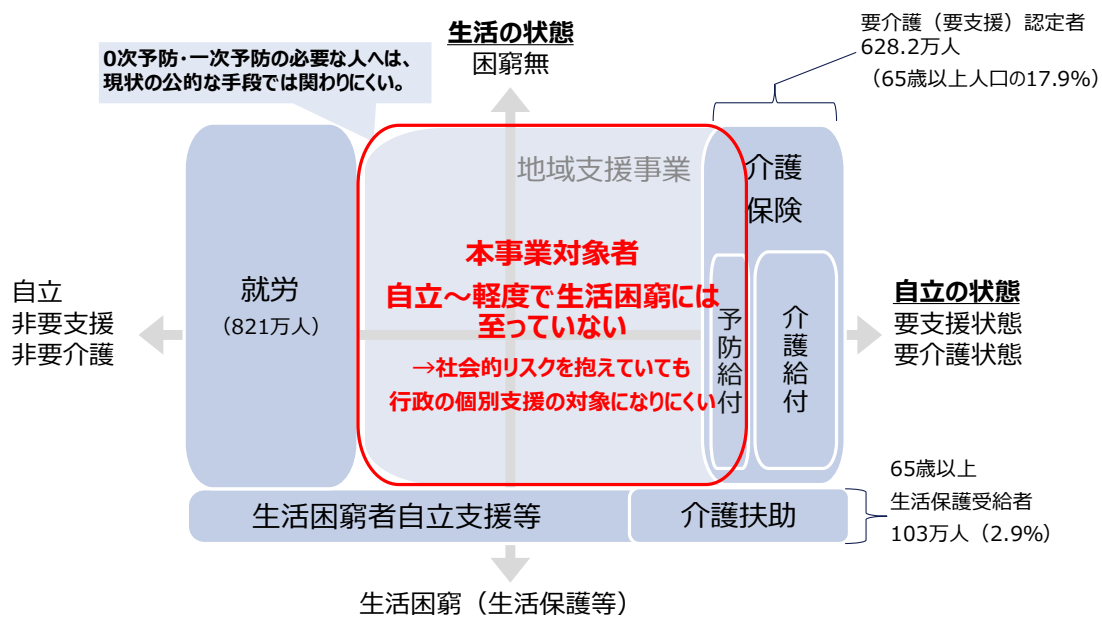 生活の状態
困窮無
0次予防・一次予防の必要な人へは、
現状の公的な手段では関わりにくい。
要介護（要支援）認定者
628.2万人
（65歳以上人口の17.9%）
地域支援事業
介護
保険
本事業対象者
自立～軽度で生活困窮には
至っていない
→社会的リスクを抱えていても
行政の個別支援の対象になりにくい
就労
（821万人）
自立
非要支援
非要介護
予防給付
介護給付
自立の状態
要支援状態
要介護状態
生活困窮者自立支援等
介護扶助
65歳以上
生活保護受給者
103万人（2.9%）
生活困窮（生活保護等）